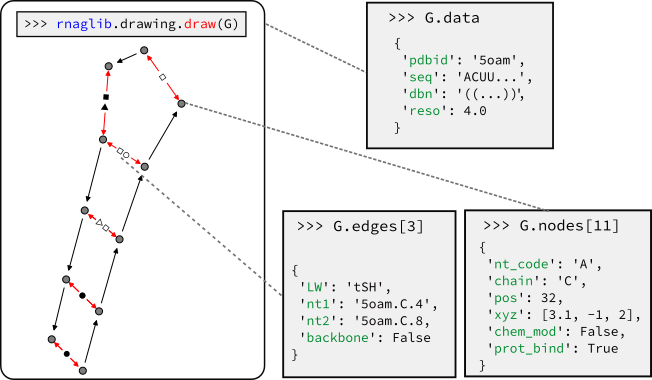 >>> rnaglib.drawing.draw(G)
>>> G.data
{
'pdbid': '5oam',
'seq': 'ACUU...',
'dbn': '((...))',
'reso': 4.0
}
>>> G.edges[3]
{
'LW': 'tSH',
'nt1': '5oam.C.4',
'nt2': '5oam.C.8,
'backbone': False
}
>>> G.nodes[11]
{
'nt_code': 'A',
'chain': 'C',
'pos': 32,
'xyz': [3.1, -1, 2],
'chem_mod': False,
'prot_bind': True
}